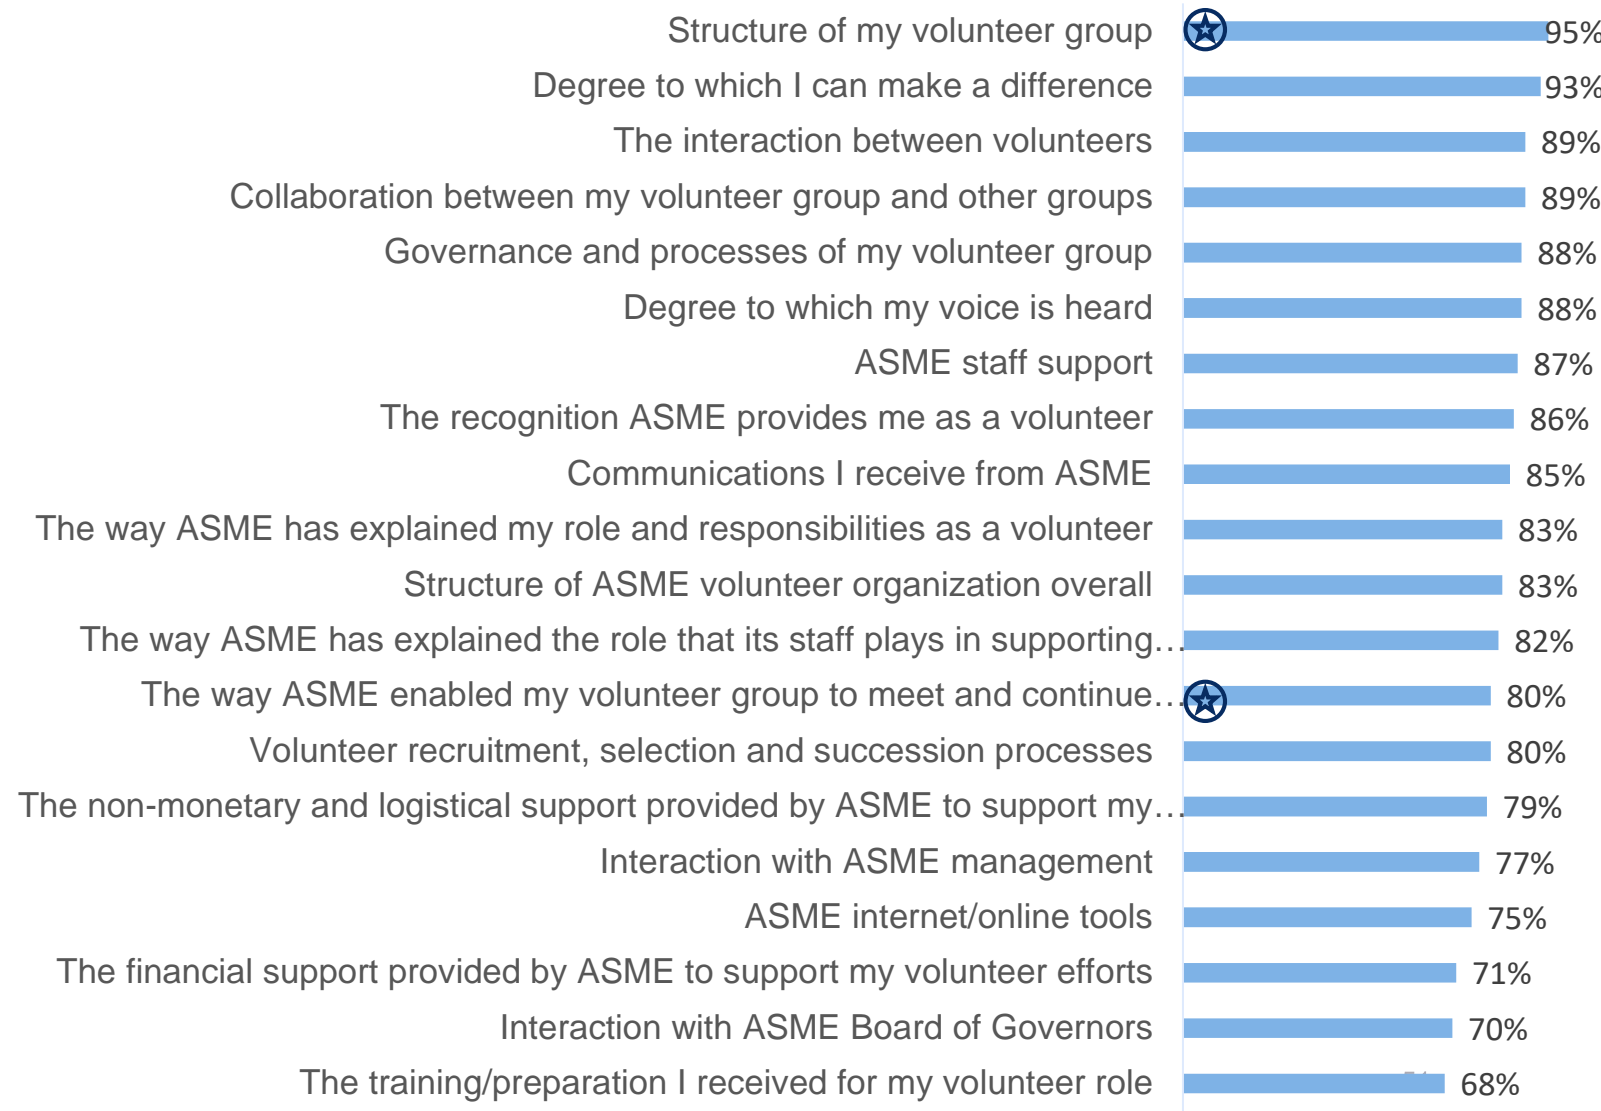 Structure of my volunteer group 95%
Degree to which I can make a difference 93%
The interaction between volunteers 89%
Collaboration between my volunteer group and other groups 89%
Governance and processes of my volunteer group 88%
Degree to which my voice is heard 88%
ASME staff support 87%
The recognition ASME provides me as a volunteer 86%
Communications I receive from ASME 85%
The way ASME has explained my role and responsibilities as a volunteer 83%
Structure of ASME volunteer organization overall 83%
The way ASME has explained the role that its staff plays in supporting… 82%
The way ASME enabled my volunteer group to meet and continue… 80%
Volunteer recruitment, selection and succession processes 80%
The non-monetary and logistical support provided by ASME to support my… 79%
Interaction with ASME management 77%
ASME internet/online tools 75%
The financial support provided by ASME to support my volunteer efforts 71%
Interaction with ASME Board of Governors 70%
The training/preparation I received for my volunteer role 68%